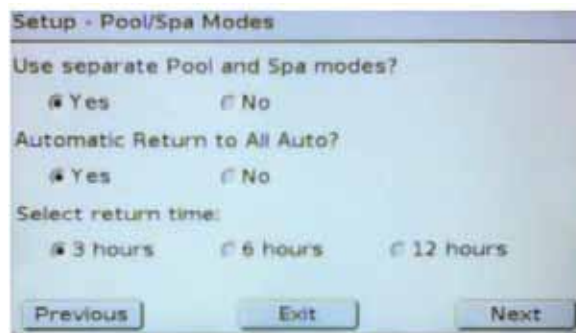 Setup - Pool/Spa Modes
Use separate Pool and Spa modes?
Yes No
Automatic Return to All Auto?
Yes No
Select return time:
3 hours 6 hours 12 hours
Previous Exit Next